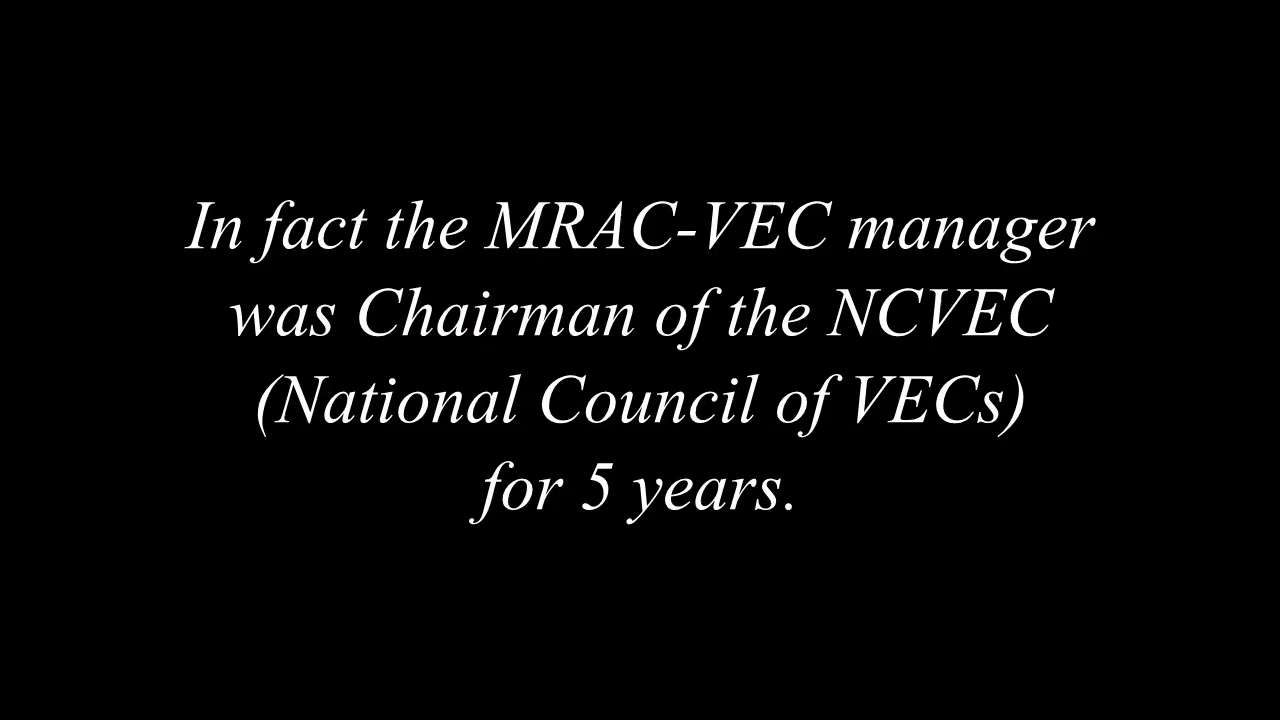 In fact the MRAC-VEC manager
was Chairman of the NCVEC
(National Council of VECs)
for 5 years.